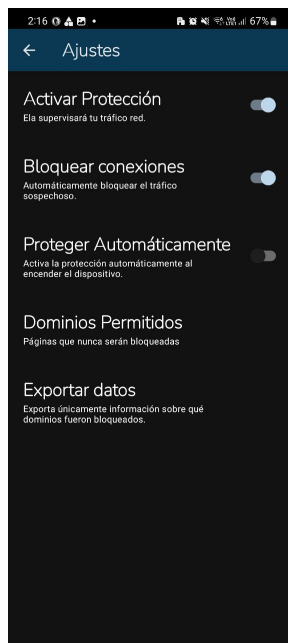 2:16
67%
Ajustes
Activar Protección
Ela supervisará tu tráfico red.
Bloquear conexiones
Automáticamente bloquear el tráfico
sospechoso.
Proteger Automáticamente
Activa la protección automáticamente al
encender el dispositivo.
Dominios Permitidos
Páginas que nunca serán bloqueadas
Exportar datos
Exporta únicamente información sobre qué
dominios fueron bloqueados.